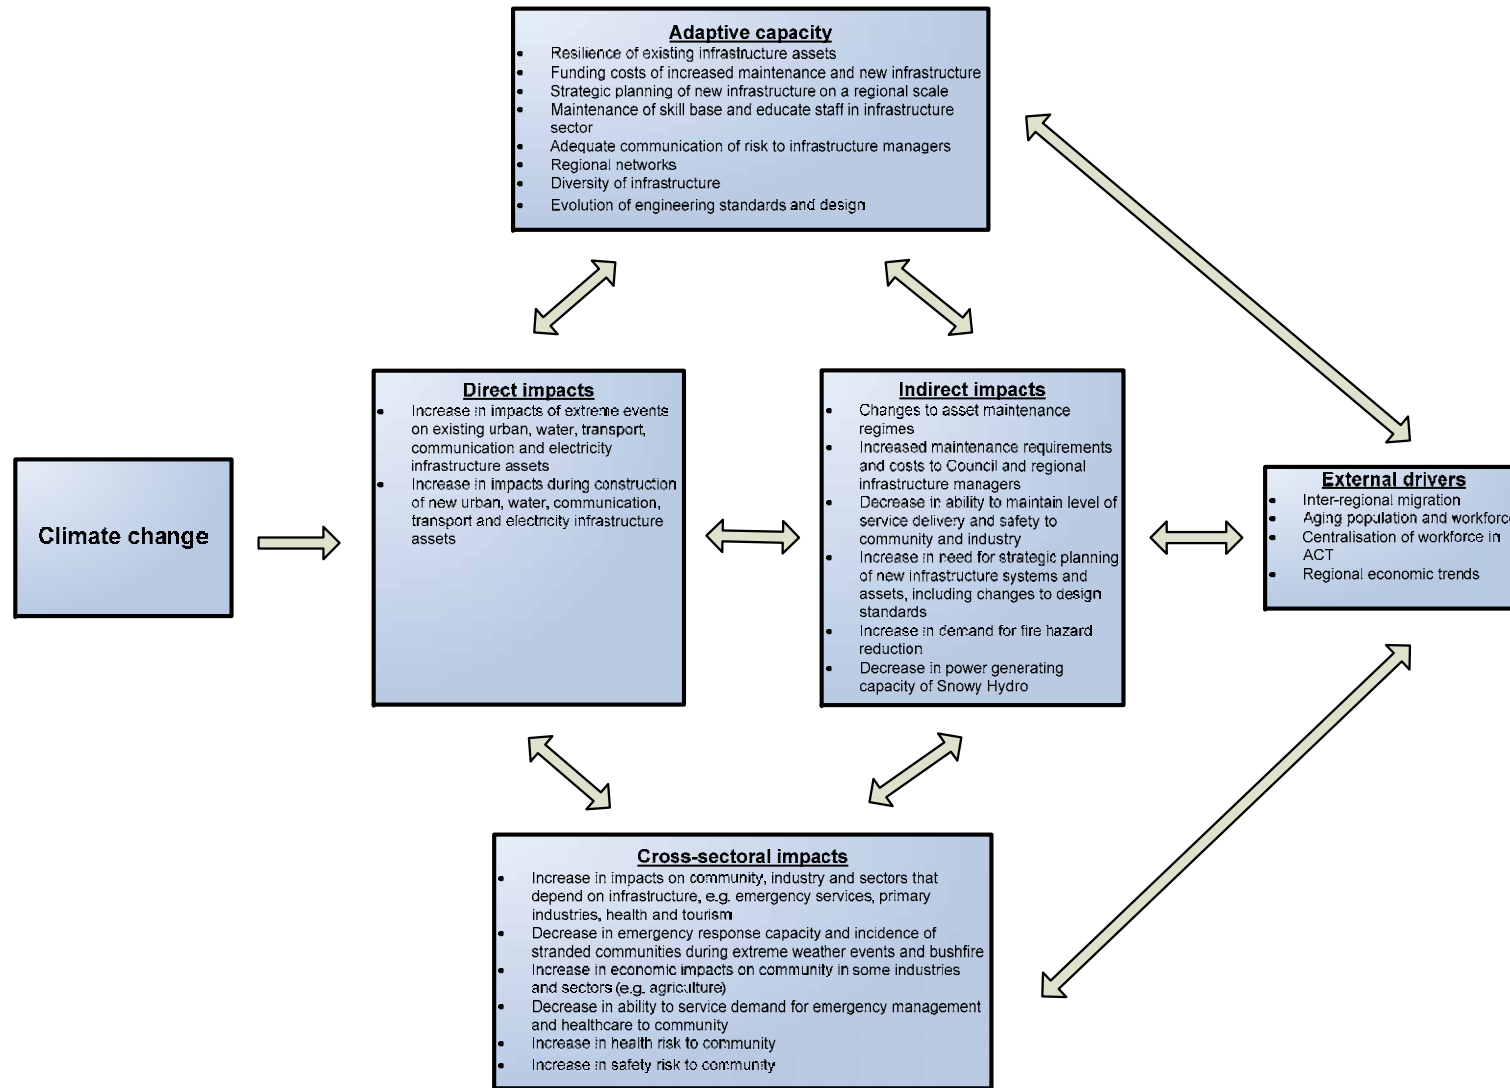 Adaptive capacity
• Resilience of existing infrastructure assets
• Funding costs of increased maintenance and new infrastructure
• Strategic planning of new infrastructure on a regional scale
• Maintenance of skill base and educate staff in infrastructure
sector
• Adequate communication of risk to infrastructure managers
• Regional networks
• Diversity of infrastructure
• Evolution of engineering standards and design
Climate change
Direct impacts
• Increase in impacts of extreme events
on existing urban, water, transport,
communication and electricity
infrastructure assets
• Increase in impacts during construction
of new urban, water, communication,
transport and electricity infrastructure
assets
Indirect impacts
• Changes to asset maintenance
regimes
• Increased maintenance requirements
and costs to Council and regional
infrastructure managers
• Decrease in ability to maintain level of
service delivery and safety to
community and industry
• Increase in need for strategic planning
of new infrastructure systems and
assets, including changes to design
standards
• Increase in demand for fire hazard
reduction
• Decrease in power generating
capacity of Snowy Hydro
External drivers
• Inter-regional migration
• Aging population and workforce
• Centralisation of workforce in
ACT
• Regional economic trends
Cross-sectoral impacts
• Increase in impacts on community, industry and sectors that
depend on infrastructure, e.g. emergency services, primary
industries, health and tourism
• Decrease in emergency response capacity and incidence of
stranded communities during extreme weather events and bushfire
• Increase in economic impacts on community in some industries
and sectors (e.g. agriculture)
• Decrease in ability to service demand for emergency management
and healthcare to community
• Increase in health risk to community
• Increase in safety risk to community